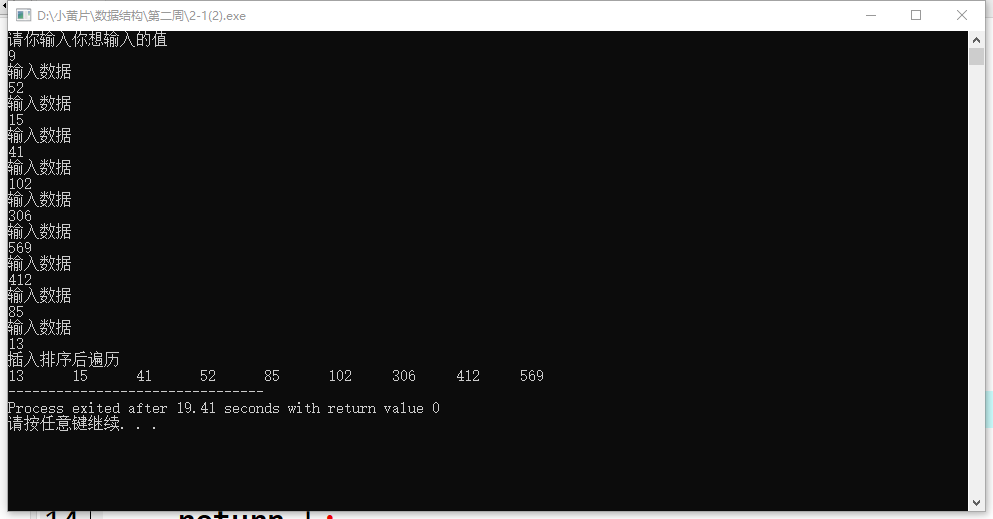 D:\小黄片\数据结构\第二周\2-1(2).exe
请你输入你想输入的值
9
输入数据
52
输入数据
15
输入数据
41
输入数据
102
输入数据
306
输入数据
569
输入数据
412
输入数据
85
输入数据
13
插入排序后遍历
13 15 41 52 85 102 306 412 569
--------------------------------
Process exited after 19.41 seconds with return value 0
请按任意键继续. . .